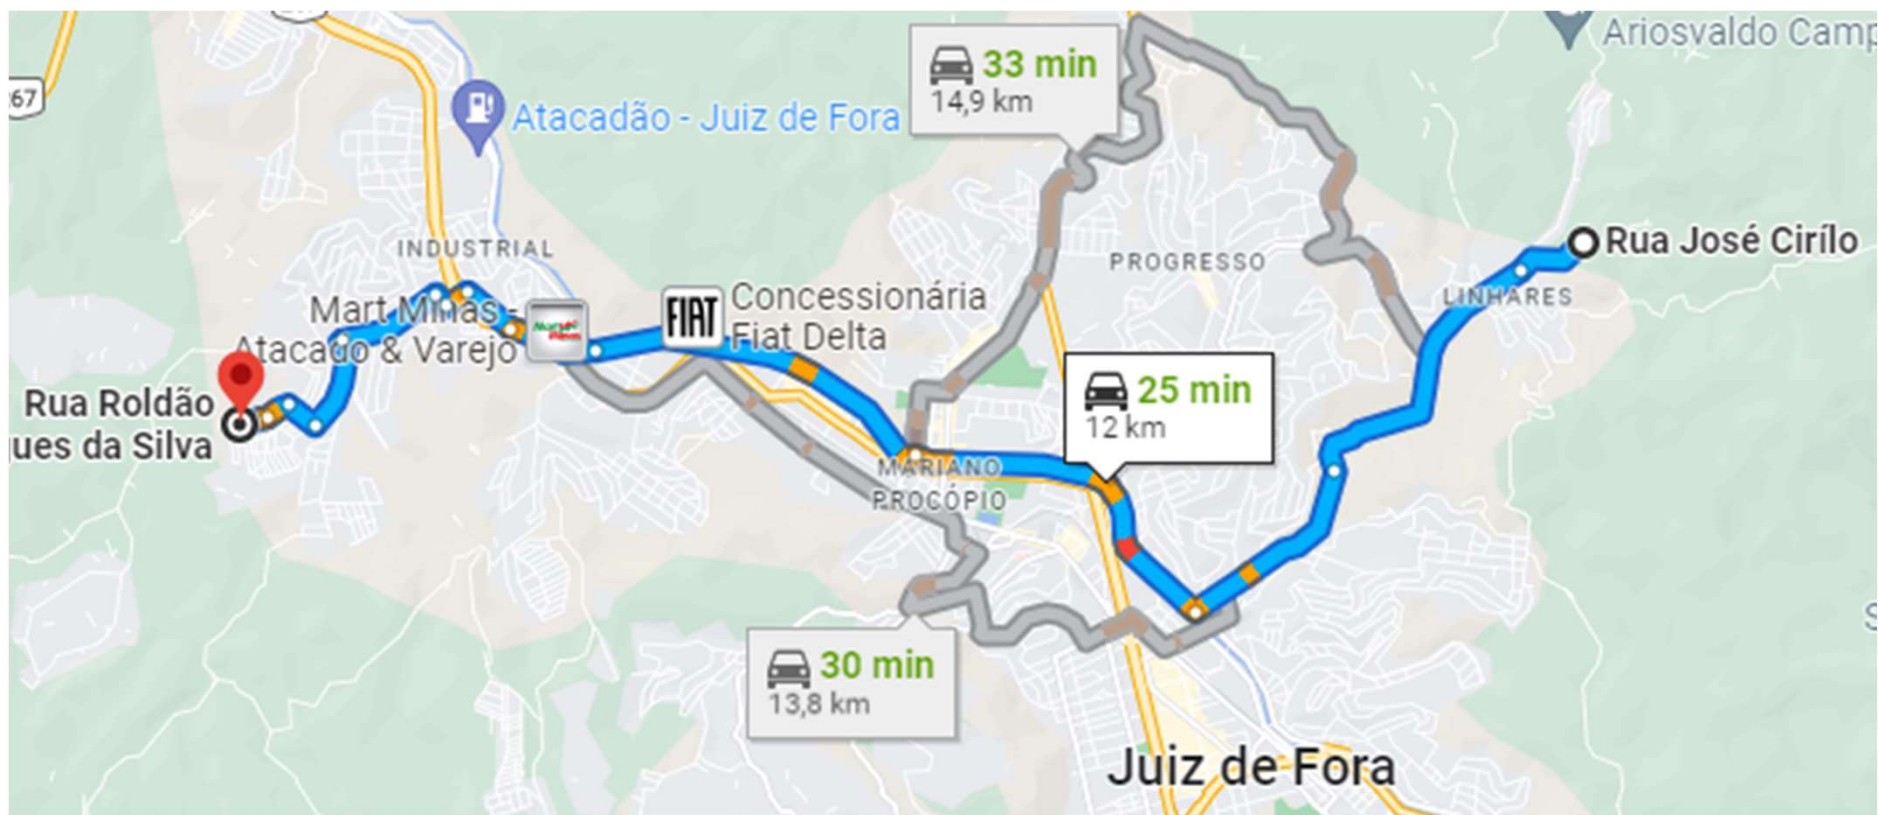 Ariosvaldo Camp
33 min
14,9 km
267
Atacadão - Juiz de Fora
INDUSTRIAL
PROGRESSO
Rua José Cirílo
LINHARES
Mart Minas -
Atacado & Varejo
FIAT
Concessionária
Fiat Delta
25 min
12 km
Rua Roldão
ues da Silva
MARIANO
PROCÓPIO
30 min
13,8 km
Juiz de Fora